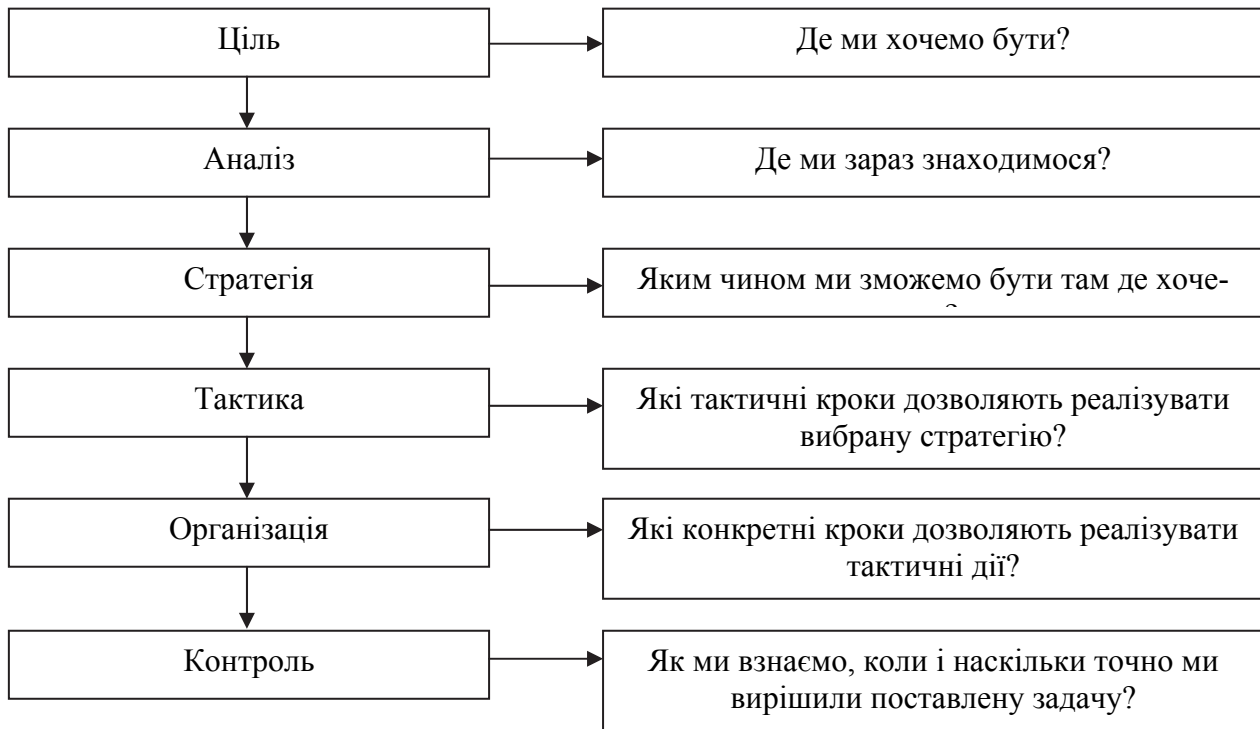 Ціль
Де ми хочемо бути?
Аналіз
Де ми зараз знаходимося?
Стратегія
Яким чином ми зможемо бути там де хоче-
Тактика
Які тактичні кроки дозволяють реалізувати
вибрану стратегію?
Організація
Які конкретні кроки дозволяють реалізувати
тактичні дії?
Контроль
Як ми взнаємо, коли і наскільки точно ми
вирішили поставлену задачу?